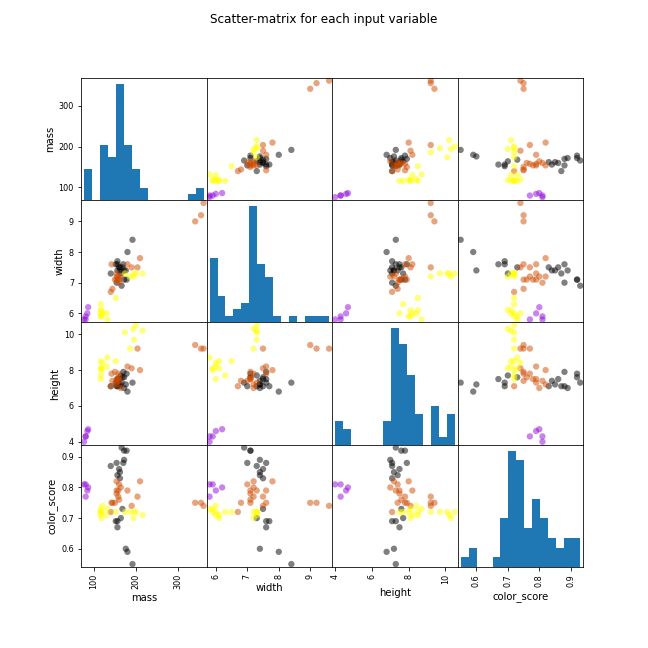 Scatter-matrix for each input variable
mass
300
200
100
width
9
8
7
6
height
10
8
6
4
color_score
0.9
0.8
0.7
0.6
100 200 300 6 7 8 9 4 6 8 10 0.6 0.7 0.8 0.9
mass width height color_score